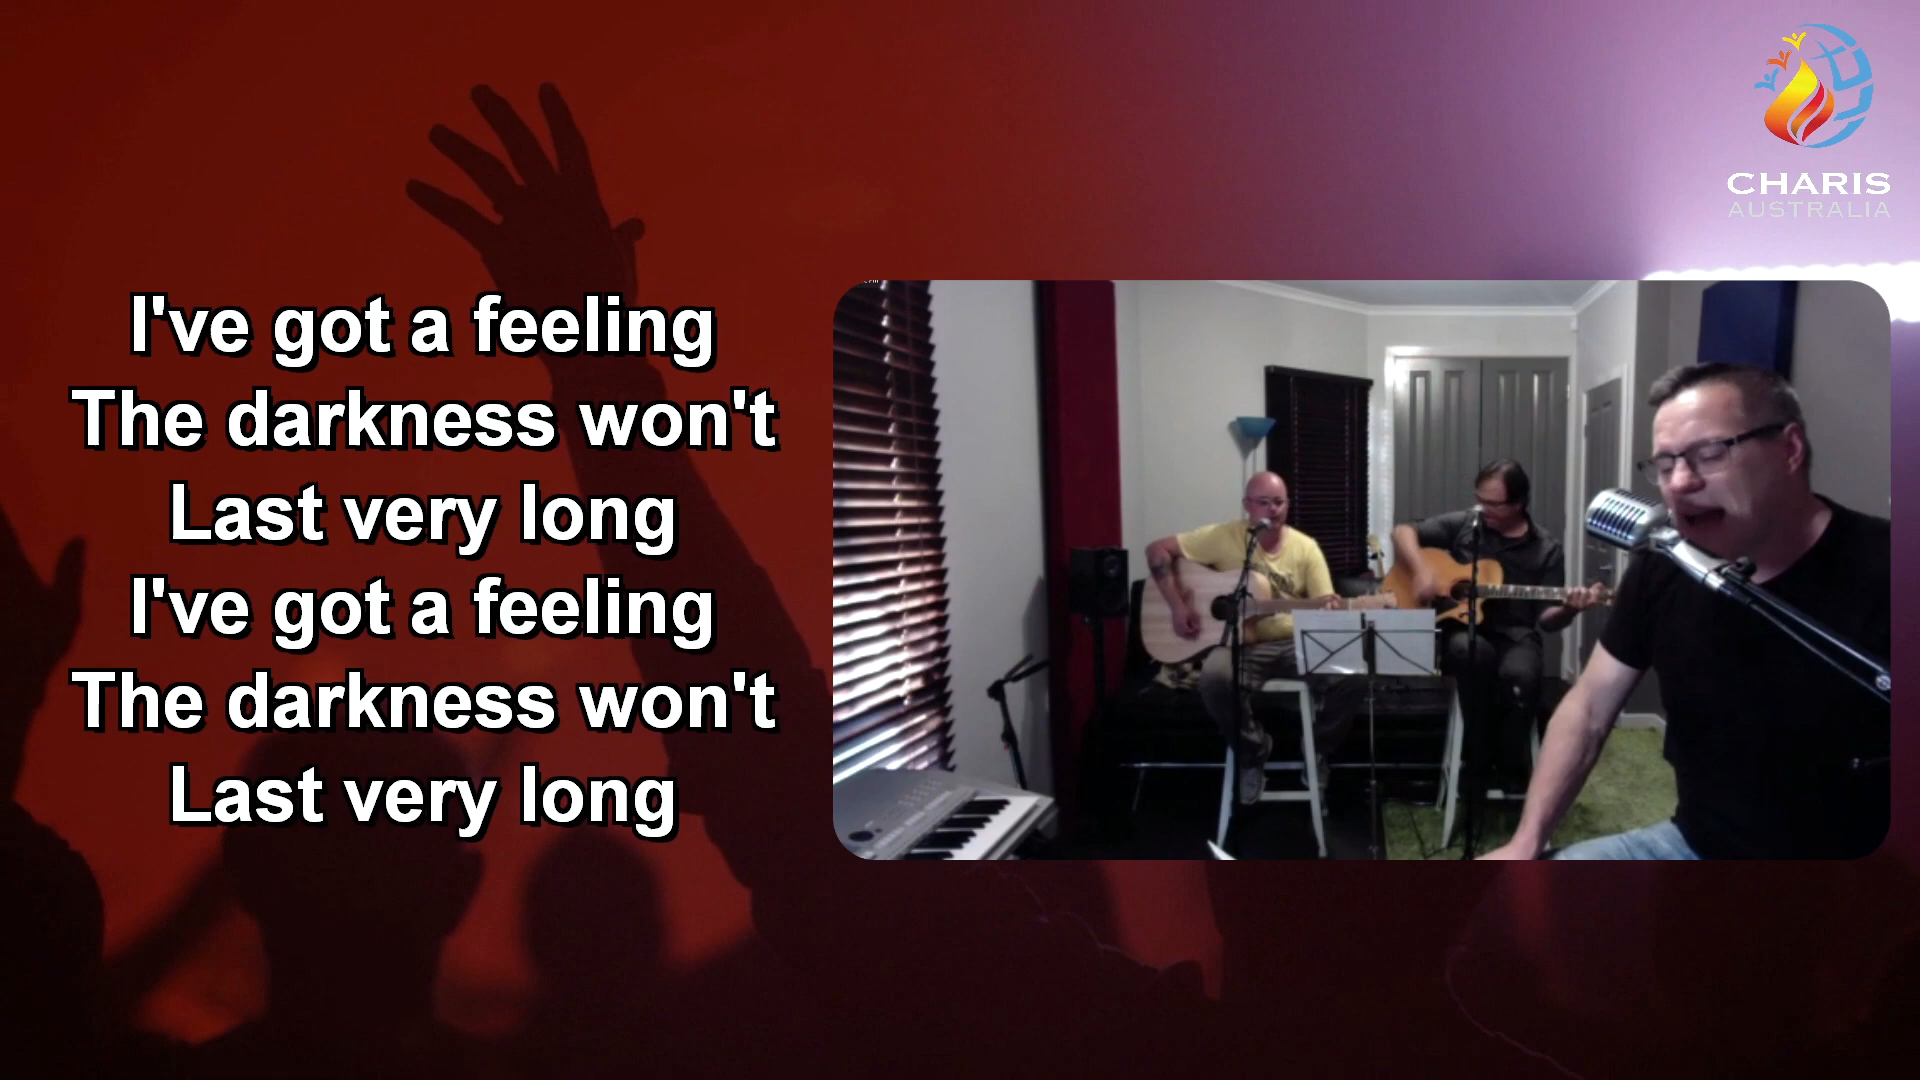 CHARIS
AUSTRALIA
I've got a feeling
The darkness won't
Last very long
I've got a feeling
The darkness won't
Last very long